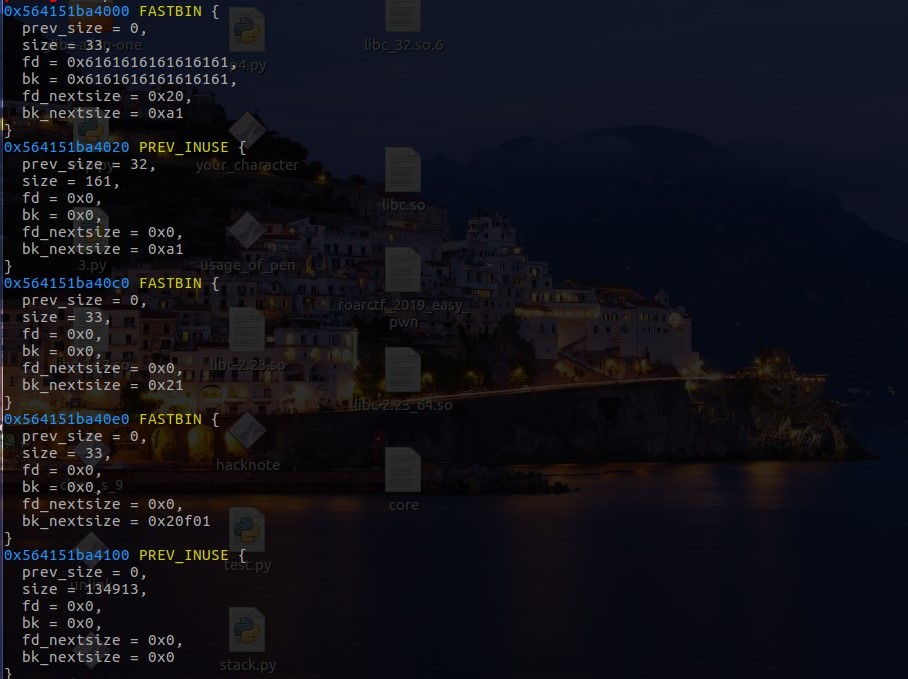 0x564151ba4000 FASTBIN {
prev_size = 0,
size = 33,
fd = 0x6161616161616161,
bk = 0x6161616161616161,
fd_nextsize = 0x20,
bk_nextsize = 0xa1
}
0x564151ba4020 PREV_INUSE {
prev_size = 32,
size = 161,
fd = 0x0,
bk = 0x0,
fd_nextsize = 0x0,
bk_nextsize = 0xa1
}
0x564151ba40c0 FASTBIN {
prev_size = 0,
size = 33,
fd = 0x0,
bk = 0x0,
fd_nextsize = 0x0,
bk_nextsize = 0x21
}
0x564151ba40e0 FASTBIN {
prev_size = 0,
size = 33,
fd = 0x0,
bk = 0x0,
fd_nextsize = 0x0,
bk_nextsize = 0x20f01
}
0x564151ba4100 PREV_INUSE {
prev_size = 0,
size = 134913,
fd = 0x0,
bk = 0x0,
fd_nextsize = 0x0,
bk_nextsize = 0x0
}
libc_32.so.6
your_character
libc.so
3.py
usage_of_pen
roarctf_2019_easy_
pwn
libc-2.23.so
libc-2.23_64.so
hacknote
core
test.py
stack.py